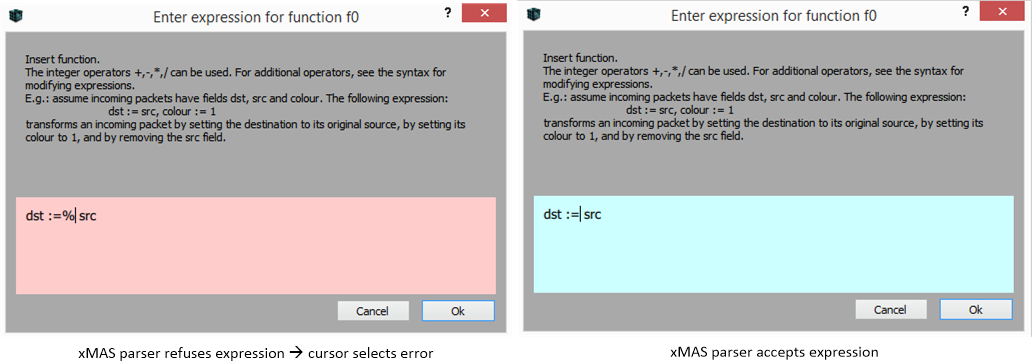 Enter expression for function f0
?
×
Insert function.
The integer operators +,-,*,/ can be used. For additional operators, see the syntax for
modifying expressions.
E.g.: assume incoming packets have fields dst, src and colour. The following expression:
dst := src, colour := 1
transforms an incoming packet by setting the destination to its original source, by setting its
colour to 1, and by removing the src field.
dst :=% src
Cancel
Ok
xMAS parser refuses expression → cursor selects error
Enter expression for function f0
?
×
Insert function.
The integer operators +,-,*,/ can be used. For additional operators, see the syntax for
modifying expressions.
E.g.: assume incoming packets have fields dst, src and colour. The following expression:
dst := src, colour := 1
transforms an incoming packet by setting the destination to its original source, by setting its
colour to 1, and by removing the src field.
dst := src
Cancel
Ok
xMAS parser accepts expression